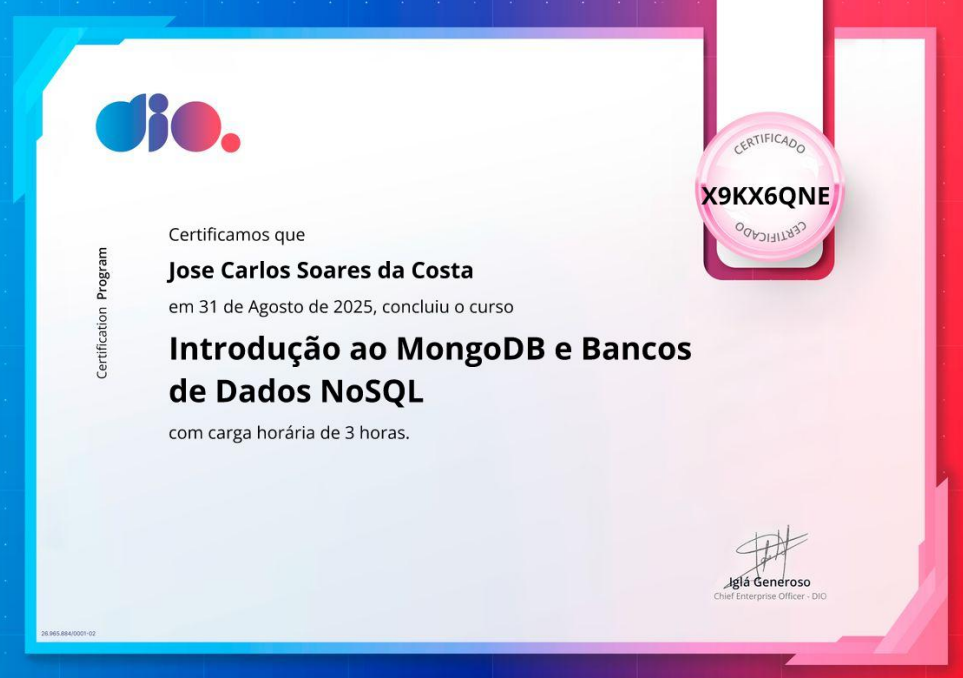 dio.
CERTIFICADO
X9KX6QNE
CERTIFICADO
Certification Program
Certificamos que
Jose Carlos Soares da Costa
em 31 de Agosto de 2025, concluiu o curso
Introdução ao MongoDB e Bancos
de Dados NoSQL
com carga horária de 3 horas.
Iglá Generoso
Chief Enterprise Officer - DIO
26.965.884/0001-02